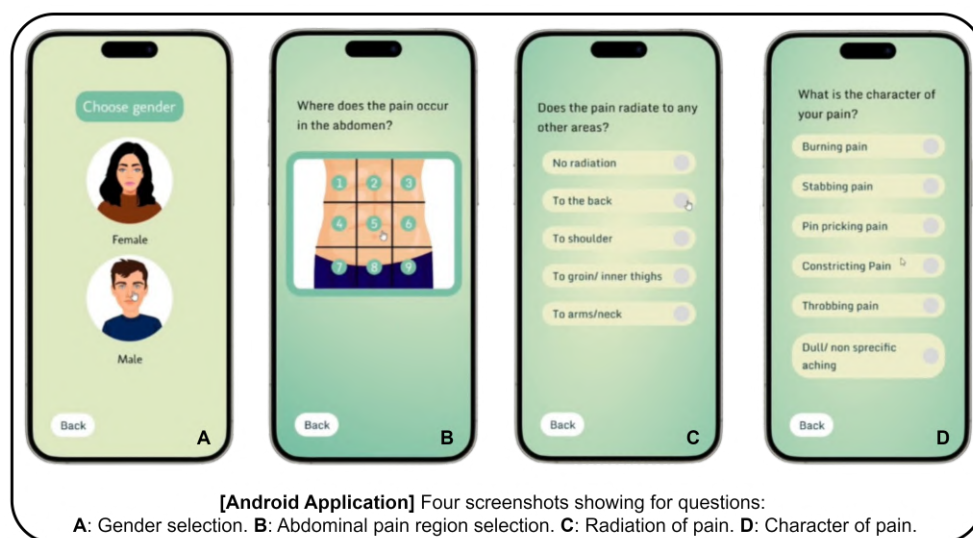 Choose gender
Female
Male
Back
A
Where does the pain occur
in the abdomen?
1 2 3
4 5 6
7 8 9
Back
B
Does the pain radiate to any
other areas?
No radiation
To the back
To shoulder
To groin/ inner thighs
To arms/neck
Back
C
What is the character of
your pain?
Burning pain
Stabbing pain
Pin pricking pain
Constricting Pain
Throbbing pain
Dull/ non sprecific
aching
Back
D
[Android Application] Four screenshots showing for questions:
A: Gender selection. B: Abdominal pain region selection. C: Radiation of pain. D: Character of pain.